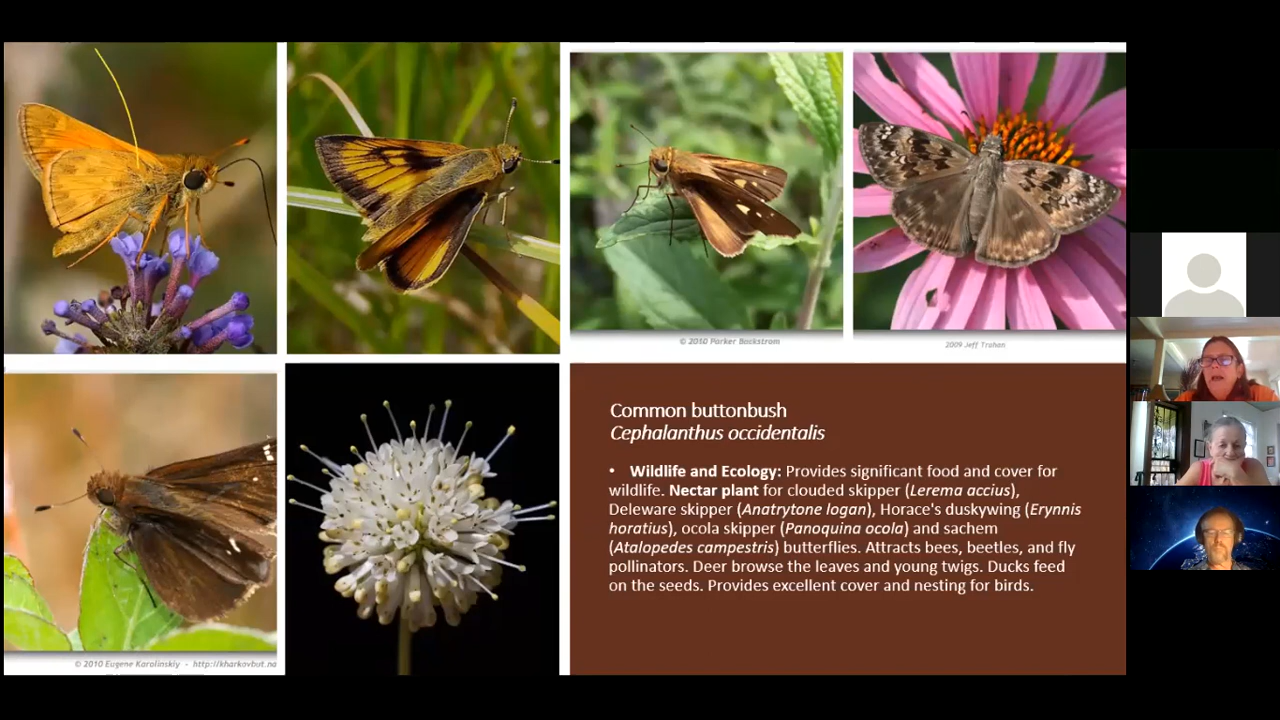 © 2010 Parker Backstrom
2009 Jeff Trahan
© 2010 Eugene Karolinskiy - http://kharkovbut.na
Common buttonbush
Cephalanthus occidentalis
• Wildlife and Ecology: Provides significant food and cover for
wildlife. Nectar plant for clouded skipper (Lerema accius),
Deleware skipper (Anatrytone logan), Horace's duskywing (Erynnis
horatius), ocola skipper (Panoquina ocola) and sachem
(Atalopedes campestris) butterflies. Attracts bees, beetles, and fly
pollinators. Deer browse the leaves and young twigs. Ducks feed
on the seeds. Provides excellent cover and nesting for birds.